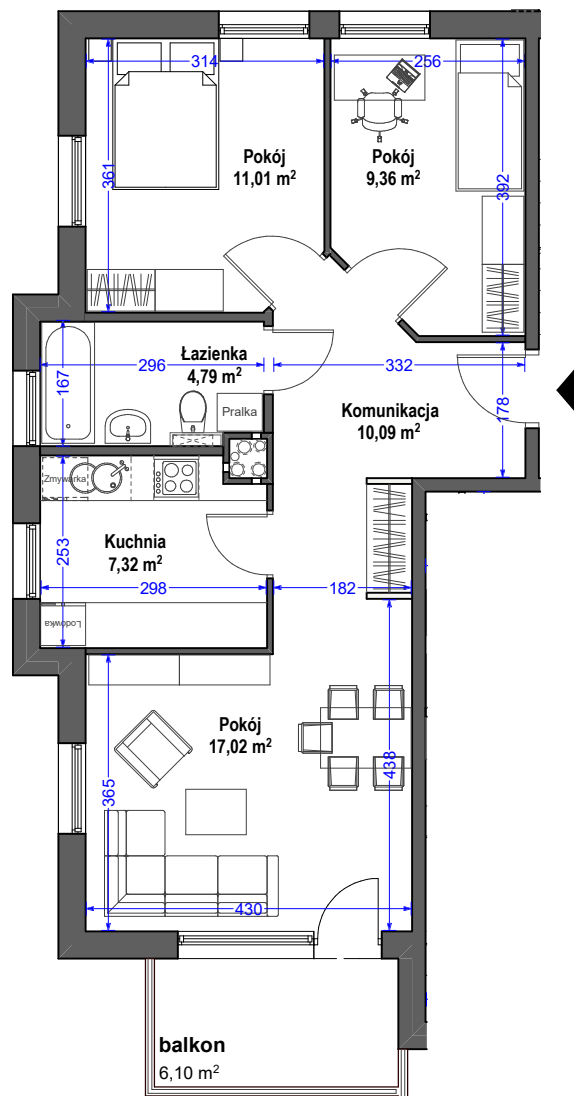 314
256
Pokój
11,01 m²
Pokój
9,36 m²
361
392
Łazienka
4,79 m²
296
167
332
178
Pralka
Komunikacja
10,09 m²
Zmywarka
Kuchnia
7,32 m²
253
298
182
Lodówka
Pokój
17,02 m²
365
438
430
balkon
6,10 m²